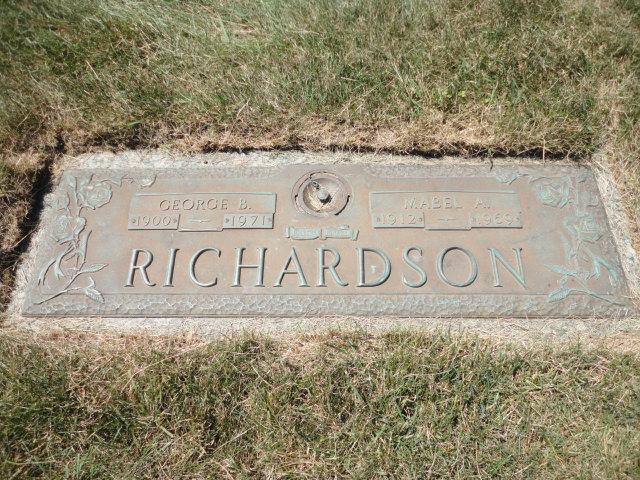 GEORGE B.
1900 1971
MABEL A.
1912 1969
RICHARDSON